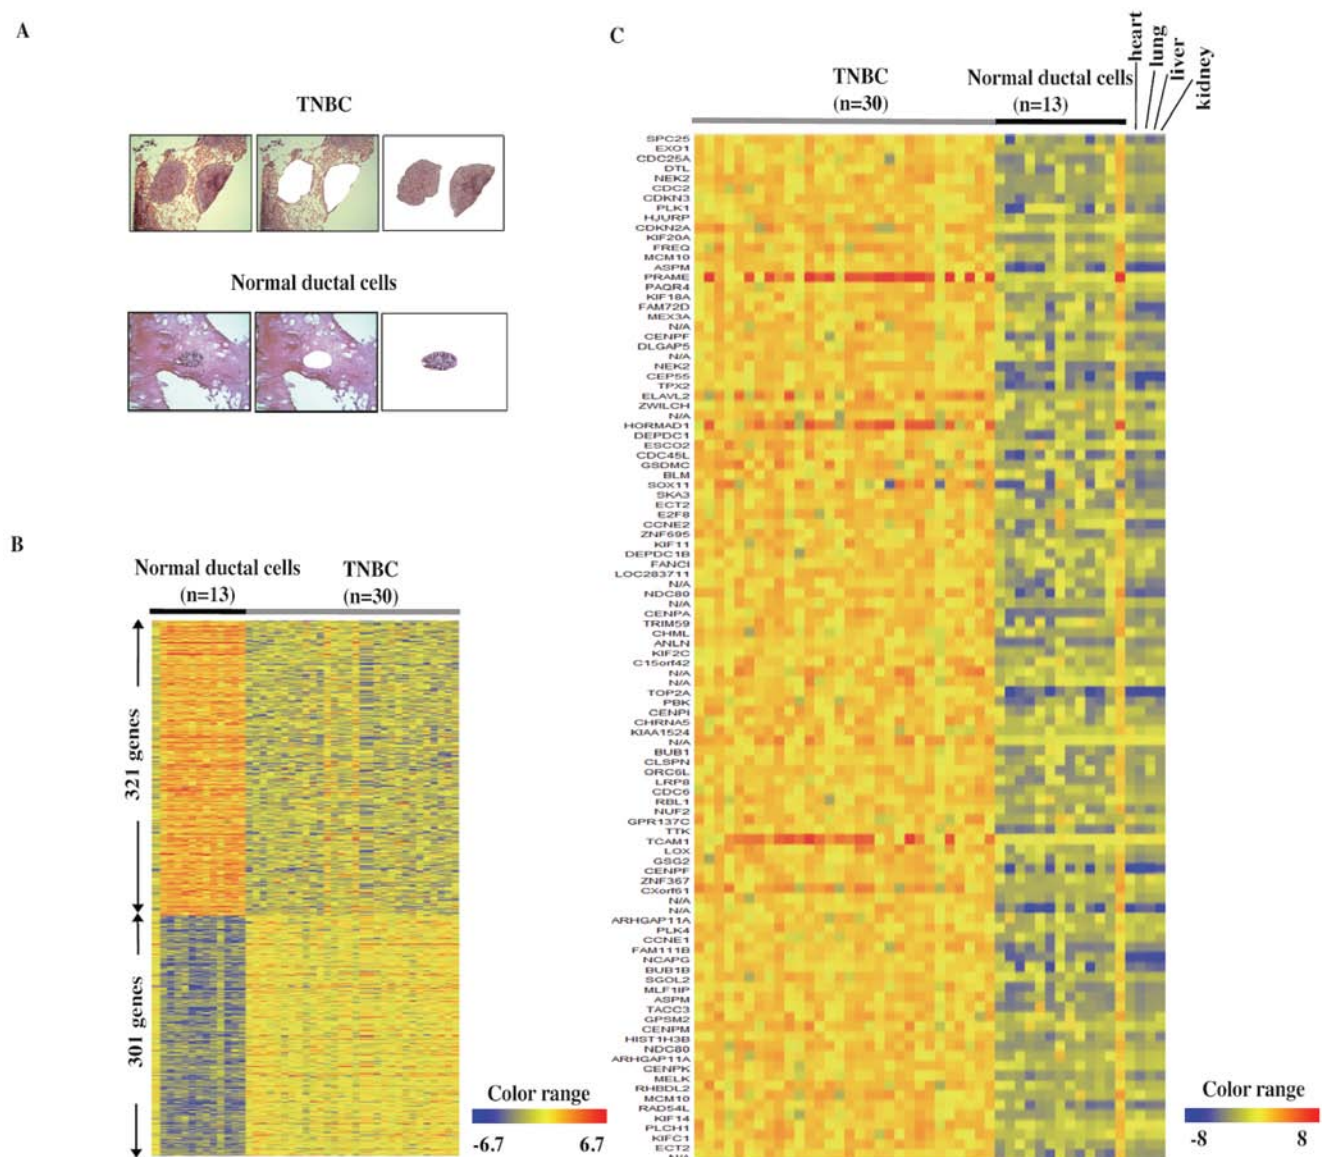 A
TNBC
Normal ductal cells
B
Normal ductal cells
(n=13)
TNBC
(n=30)
321 genes
301 genes
Color range
-6.7
6.7
C
TNBC
(n=30)
Normal ductal cells
(n=13)
heart
lung
liver
kidney
SPC25
EXO1
CDC25A
DTL
NEK2
CDC2
CDKN3
PLK1
HJURP
CDKN2A
KIF20A
FREQ
MCM10
ASPM
PRAME
PAQR4
KIF18A
FAM72D
MEX3A
N/A
CENPF
DLGAP5
N/A
NEK2
CEP55
TPX2
ELAVL2
ZWILCH
N/A
HORMAD1
DEPDC1
ESCO2
CDC45L
GSDMC
BLM
SOX11
SKA3
ECT2
E2F8
CCNE2
ZNF695
KIF11
DEPDC1B
FANCI
LOC283711
N/A
NDC80
N/A
CENPA
TRIM59
CHML
ANLN
KIF2C
C15orf42
N/A
N/A
TOP2A
PBK
CENPI
CHRNA5
KIAA1524
N/A
BUB1
CLSPN
ORC6L
LRP8
CDC6
RBL1
NUF2
GPR137C
TTK
TCAM1
LOX
GSG2
CENPF
ZNF367
CXorf61
N/A
N/A
ARHGAP11A
PLK4
CCNE1
FAM111B
NCAPG
BUB1B
SGOL2
MLF1IP
ASPM
TACC3
GPSM2
CENPM
HIST1H3B
NDC80
ARHGAP11A
CENPK
MELK
RHBDL2
MCM10
RAD54L
KIF14
PLCH1
KIFC1
ECT2
N/A
Color range
-8
8